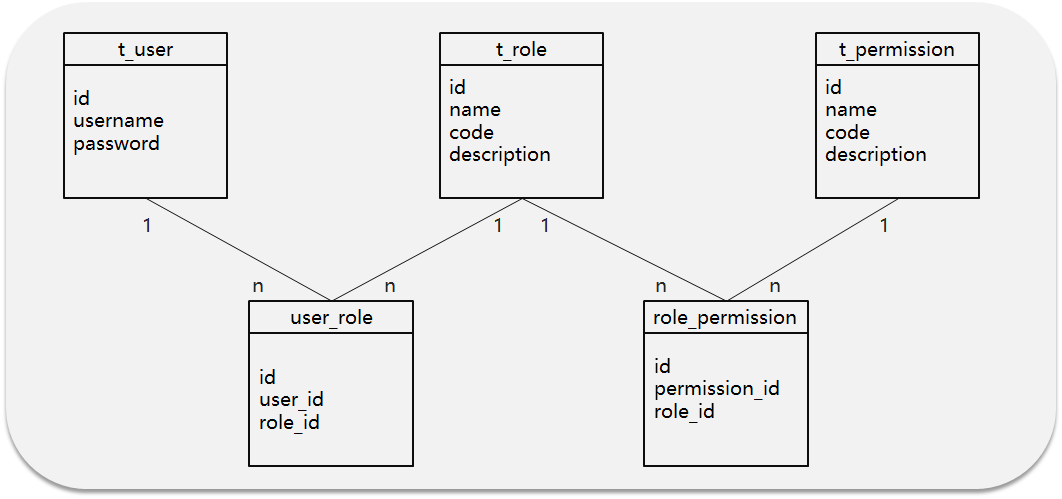 t_user
id
username
password
t_role
id
name
code
description
t_permission
id
name
code
description
1
1
1
1
n
n
n
n
user_role
id
user_id
role_id
role_permission
id
permission_id
role_id